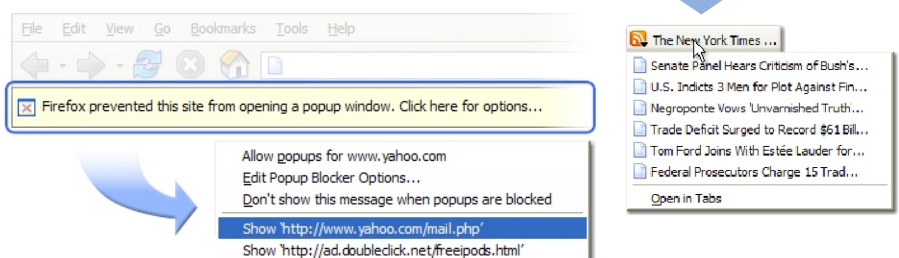 File Edit View Go Bookmarks Tools Help
Firefox prevented this site from opening a popup window. Click here for options...
Allow popups for www.yahoo.com
Edit Popup Blocker Options...
Don't show this message when popups are blocked
Show 'http://www.yahoo.com/mail.php'
Show 'http://ad.doubleclick.net/freeipods.html'
The New York Times ...
Senate Panel Hears Criticism of Bush's...
U.S. Indicts 3 Men for Plot Against Fin...
Negroponte Vows 'Unvarnished Truth...
Trade Deficit Surged to Record $61 Bill...
Tom Ford Joins With Estée Lauder for...
Federal Prosecutors Charge 15 Trad...
Open in Tabs